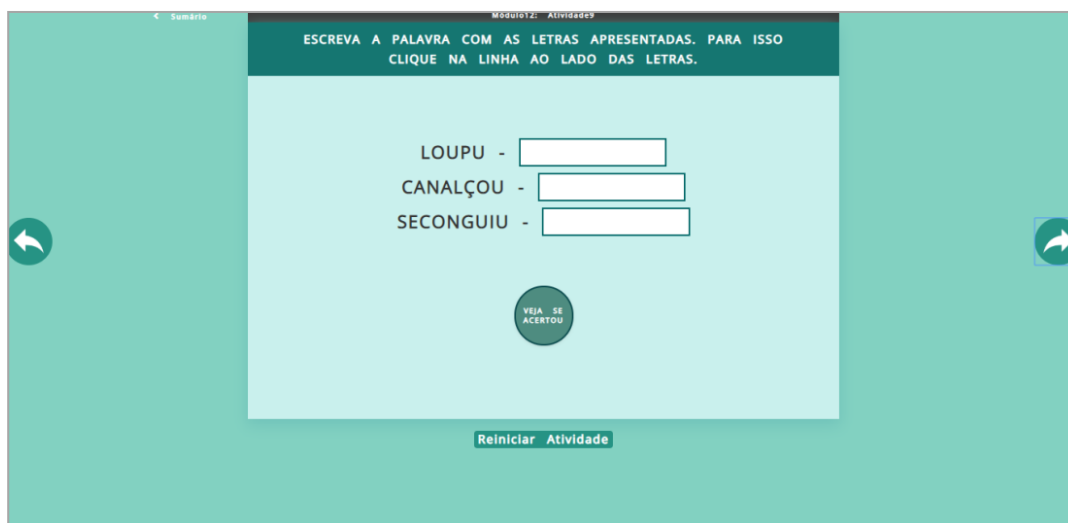 < Sumário
Módulo12: Atividade9
ESCREVA A PALAVRA COM AS LETRAS APRESENTADAS. PARA ISSO
CLIQUE NA LINHA AO LADO DAS LETRAS.
LOUPU -
CANALÇOU -
SECONGUIU -
VEJA SE
ACERTOU
Reiniciar Atividade